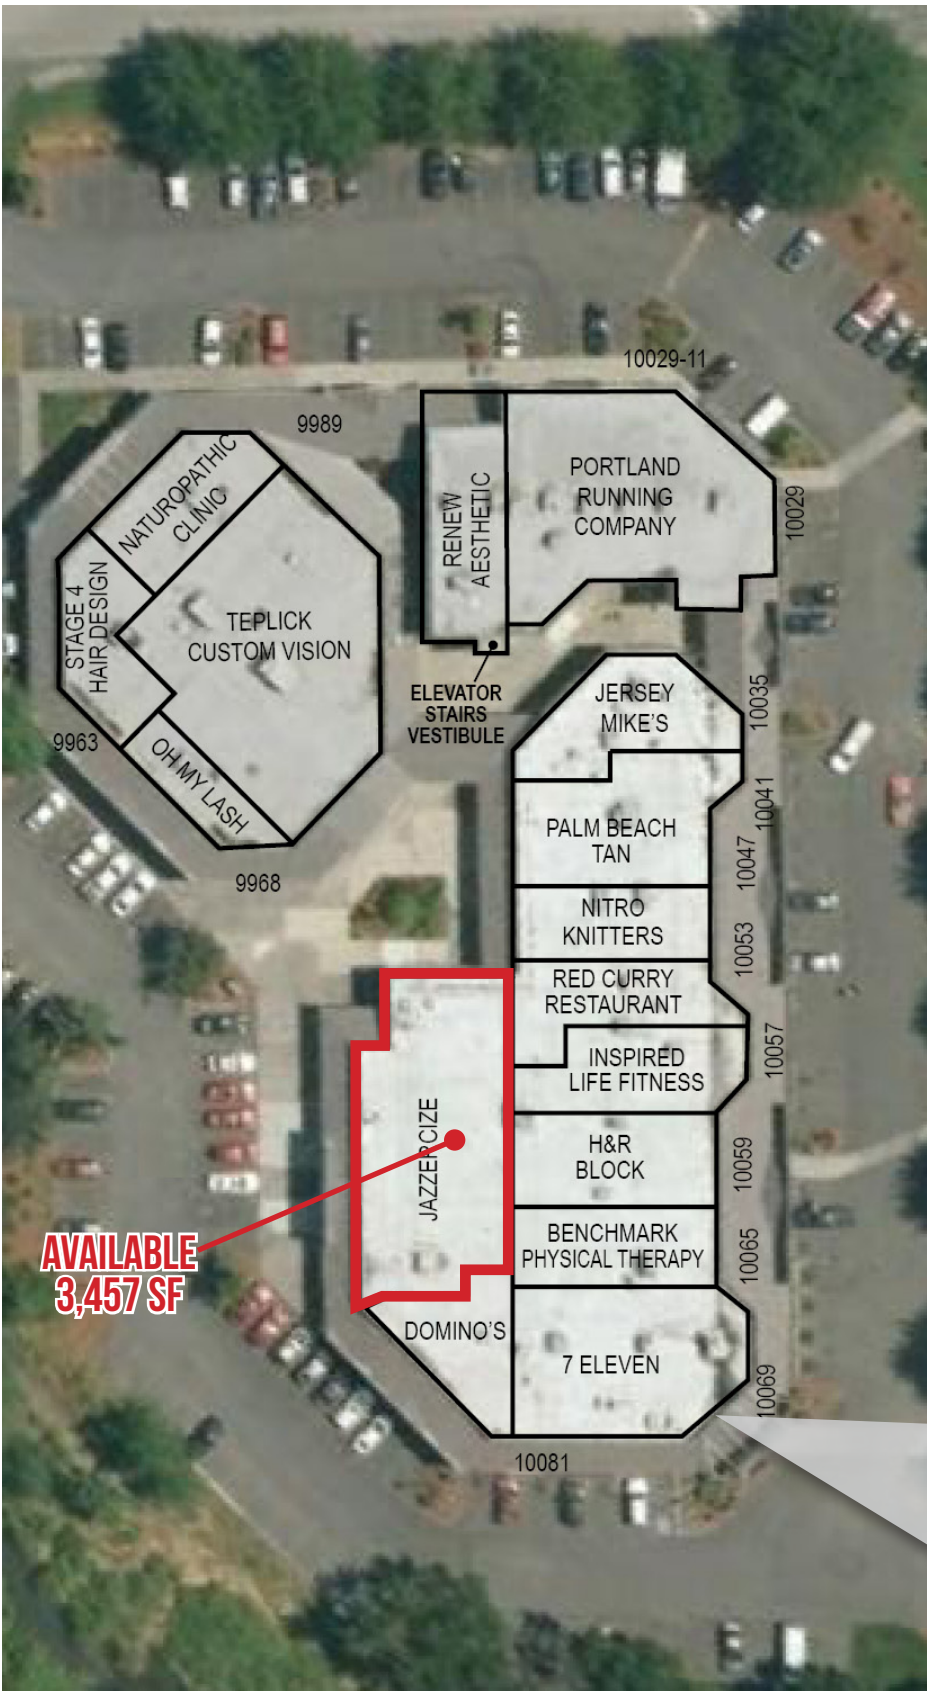 10029-11
9989
NATUROPATHIC
CLINIC
RENEW
AESTHETIC
PORTLAND
RUNNING
COMPANY
10029
STAGE 4
HAIR DESIGN
TEPLICK
CUSTOM VISION
ELEVATOR
STAIRS
VESTIBULE
JERSEY
MIKE'S
10035
9963
OH MY LASH
10041
PALM BEACH
TAN
10047
9968
NITRO
KNITTERS
10053
RED CURRY
RESTAURANT
INSPIRED
LIFE FITNESS
10057
JAZZERCIZE
H&R
BLOCK
10059
AVAILABLE
3,457 SF
BENCHMARK
PHYSICAL THERAPY
10065
DOMINO'S
7 ELEVEN
10069
10081